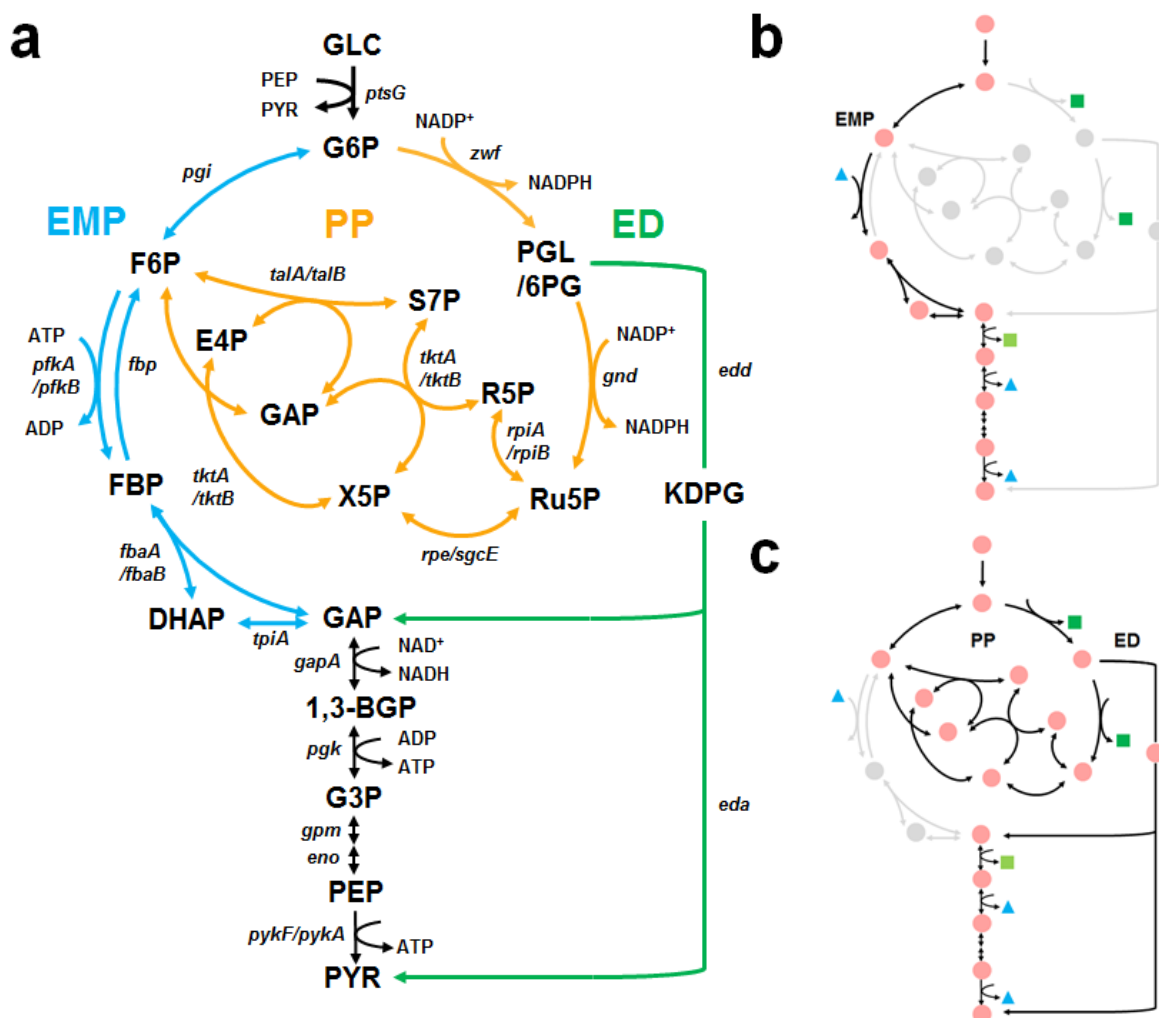 a
GLC
PEP
PYR
ptsG
G6P
NADP+
zwf
NADPH
pgi
EMP
PP
ED
F6P
talA/talB
PGL
/6PG
S7P
E4P
ATP
pfkA
/pfkB
fbp
ADP
tktA
/tktB
NADP+
gnd
edd
GAP
R5P
rpiA
/rpiB
NADPH
FBP
tktA
/tktB
X5P
Ru5P
KDPG
rpe/sgcE
fbaA
/fbaB
DHAP
tpiA
GAP
gapA
NAD+
NADH
1,3-BGP
pgk
ADP
ATP
G3P
gpm
eno
eda
PEP
pykF/pykA
ATP
PYR
b
EMP
c
PP
ED